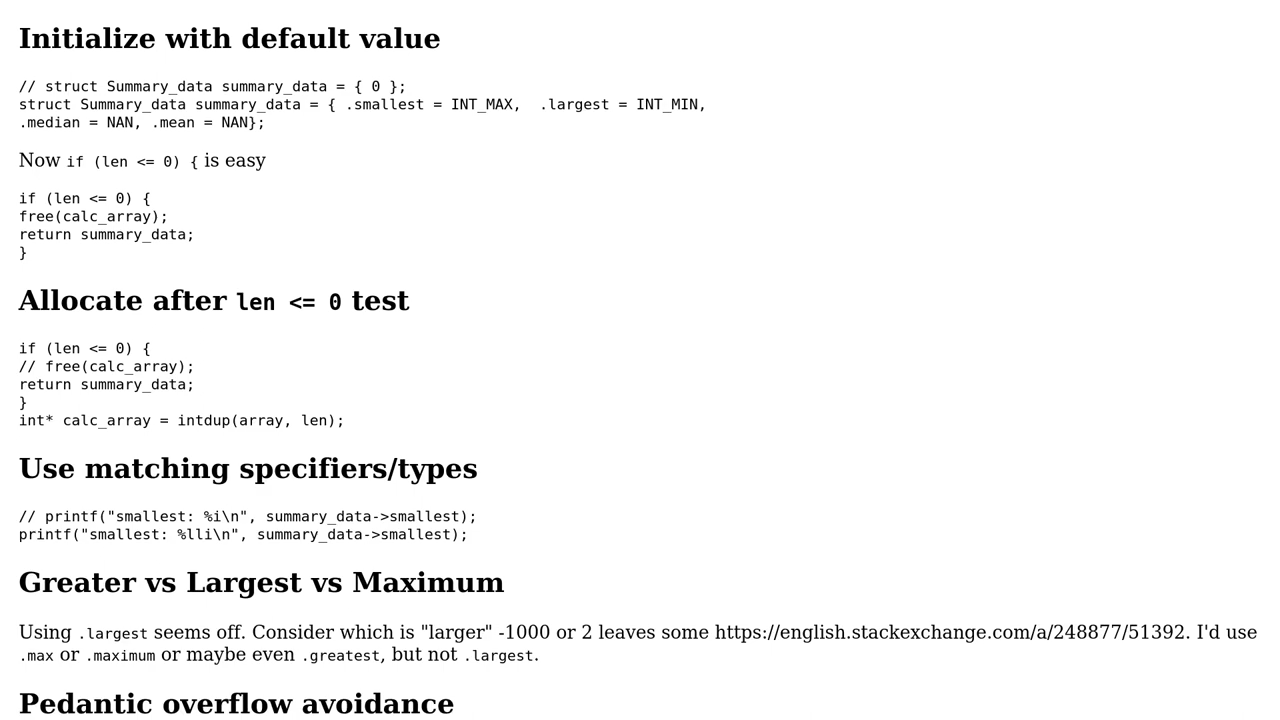 Initialize with default value
// struct Summary_data summary_data = { 0 };
struct Summary_data summary_data = { .smallest = INT_MAX,  .largest = INT_MIN,
.median = NAN, .mean = NAN};
Now if (len <= 0) { is easy
if (len <= 0) {
free(calc_array);
return summary_data;
}
Allocate after len <= 0 test
if (len <= 0) {
// free(calc_array);
return summary_data;
}
int* calc_array = intdup(array, len);
Use matching specifiers/types
// printf("smallest: %i\n", summary_data->smallest);
printf("smallest: %lli\n", summary_data->smallest);
Greater vs Largest vs Maximum
Using .largest seems off. Consider which is "larger" -1000 or 2 leaves some https://english.stackexchange.com/a/248877/51392. I'd use
.max or .maximum or maybe even .greatest, but not .largest.
Pedantic overflow avoidance